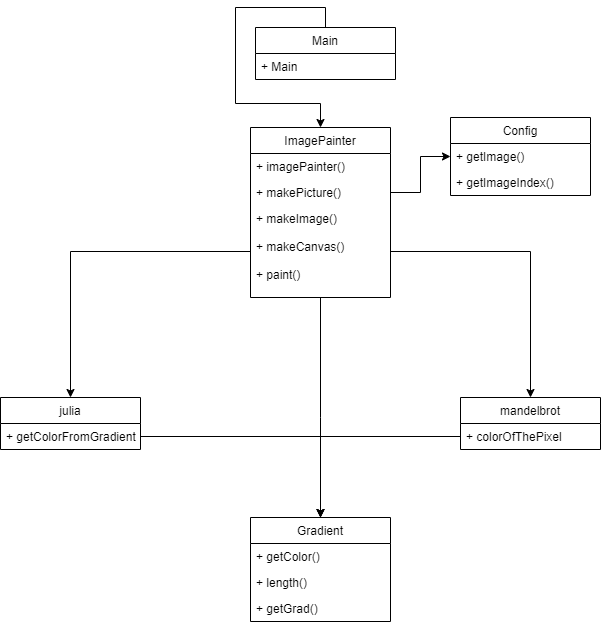 Main
+ Main
ImagePainter
+ imagePainter()
+ makePicture()
+ makeImage()
+ makeCanvas()
+ paint()
Config
+ getImage()
+ getImageIndex()
julia
+ getColorFromGradient
mandelbrot
+ colorOfThePixel
Gradient
+ getColor()
+ length()
+ getGrad()